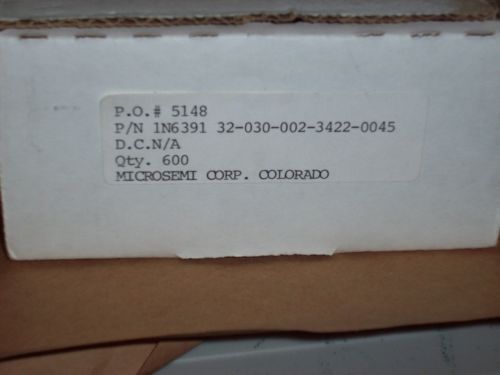 P.O.# 5148
P/N 1N6391 32-030-002-3422-0045
D.C.N/A
Qty. 600
MICROSEMI CORP. COLORADO